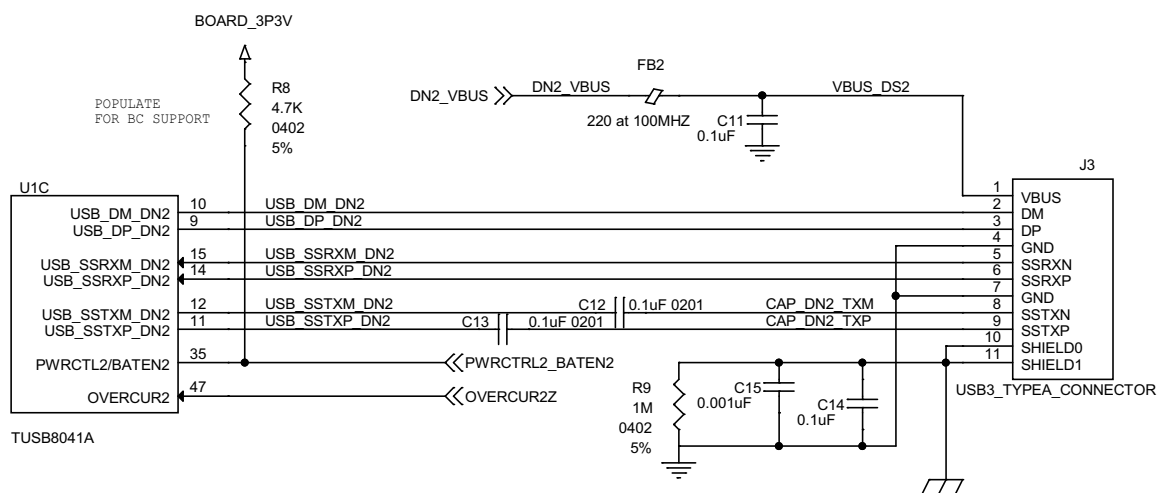 BOARD_3P3V
R8
4.7K
0402
5%
POPULATE
FOR BC SUPPORT
DN2_VBUS
DN2_VBUS
FB2
220 at 100MHZ
VBUS_DS2
C11
0.1uF
U1C
J3
USB_DM_DN2
10
USB_DM_DN2
2
DM
USB_DP_DN2
9
USB_DP_DN2
3
DP
1
VBUS
4
GND
USB_SSRXM_DN2
15
USB_SSRXM_DN2
5
SSRXN
USB_SSRXP_DN2
14
USB_SSRXP_DN2
6
SSRXP
7
GND
USB_SSTXM_DN2
12
USB_SSTXM_DN2
C12
0.1uF 0201
CAP_DN2_TXM
8
SSTXN
USB_SSTXP_DN2
11
USB_SSTXP_DN2
C13
0.1uF 0201
CAP_DN2_TXP
9
SSTXP
10
SHIELD0
11
SHIELD1
PWRCTL2/BATEN2
35
PWRCTRL2_BATEN2
OVERCUR2
47
OVERCUR2Z
TUSB8041A
R9
1M
0402
5%
C15
0.001uF
C14
0.1uF
USB3_TYPEA_CONNECTOR